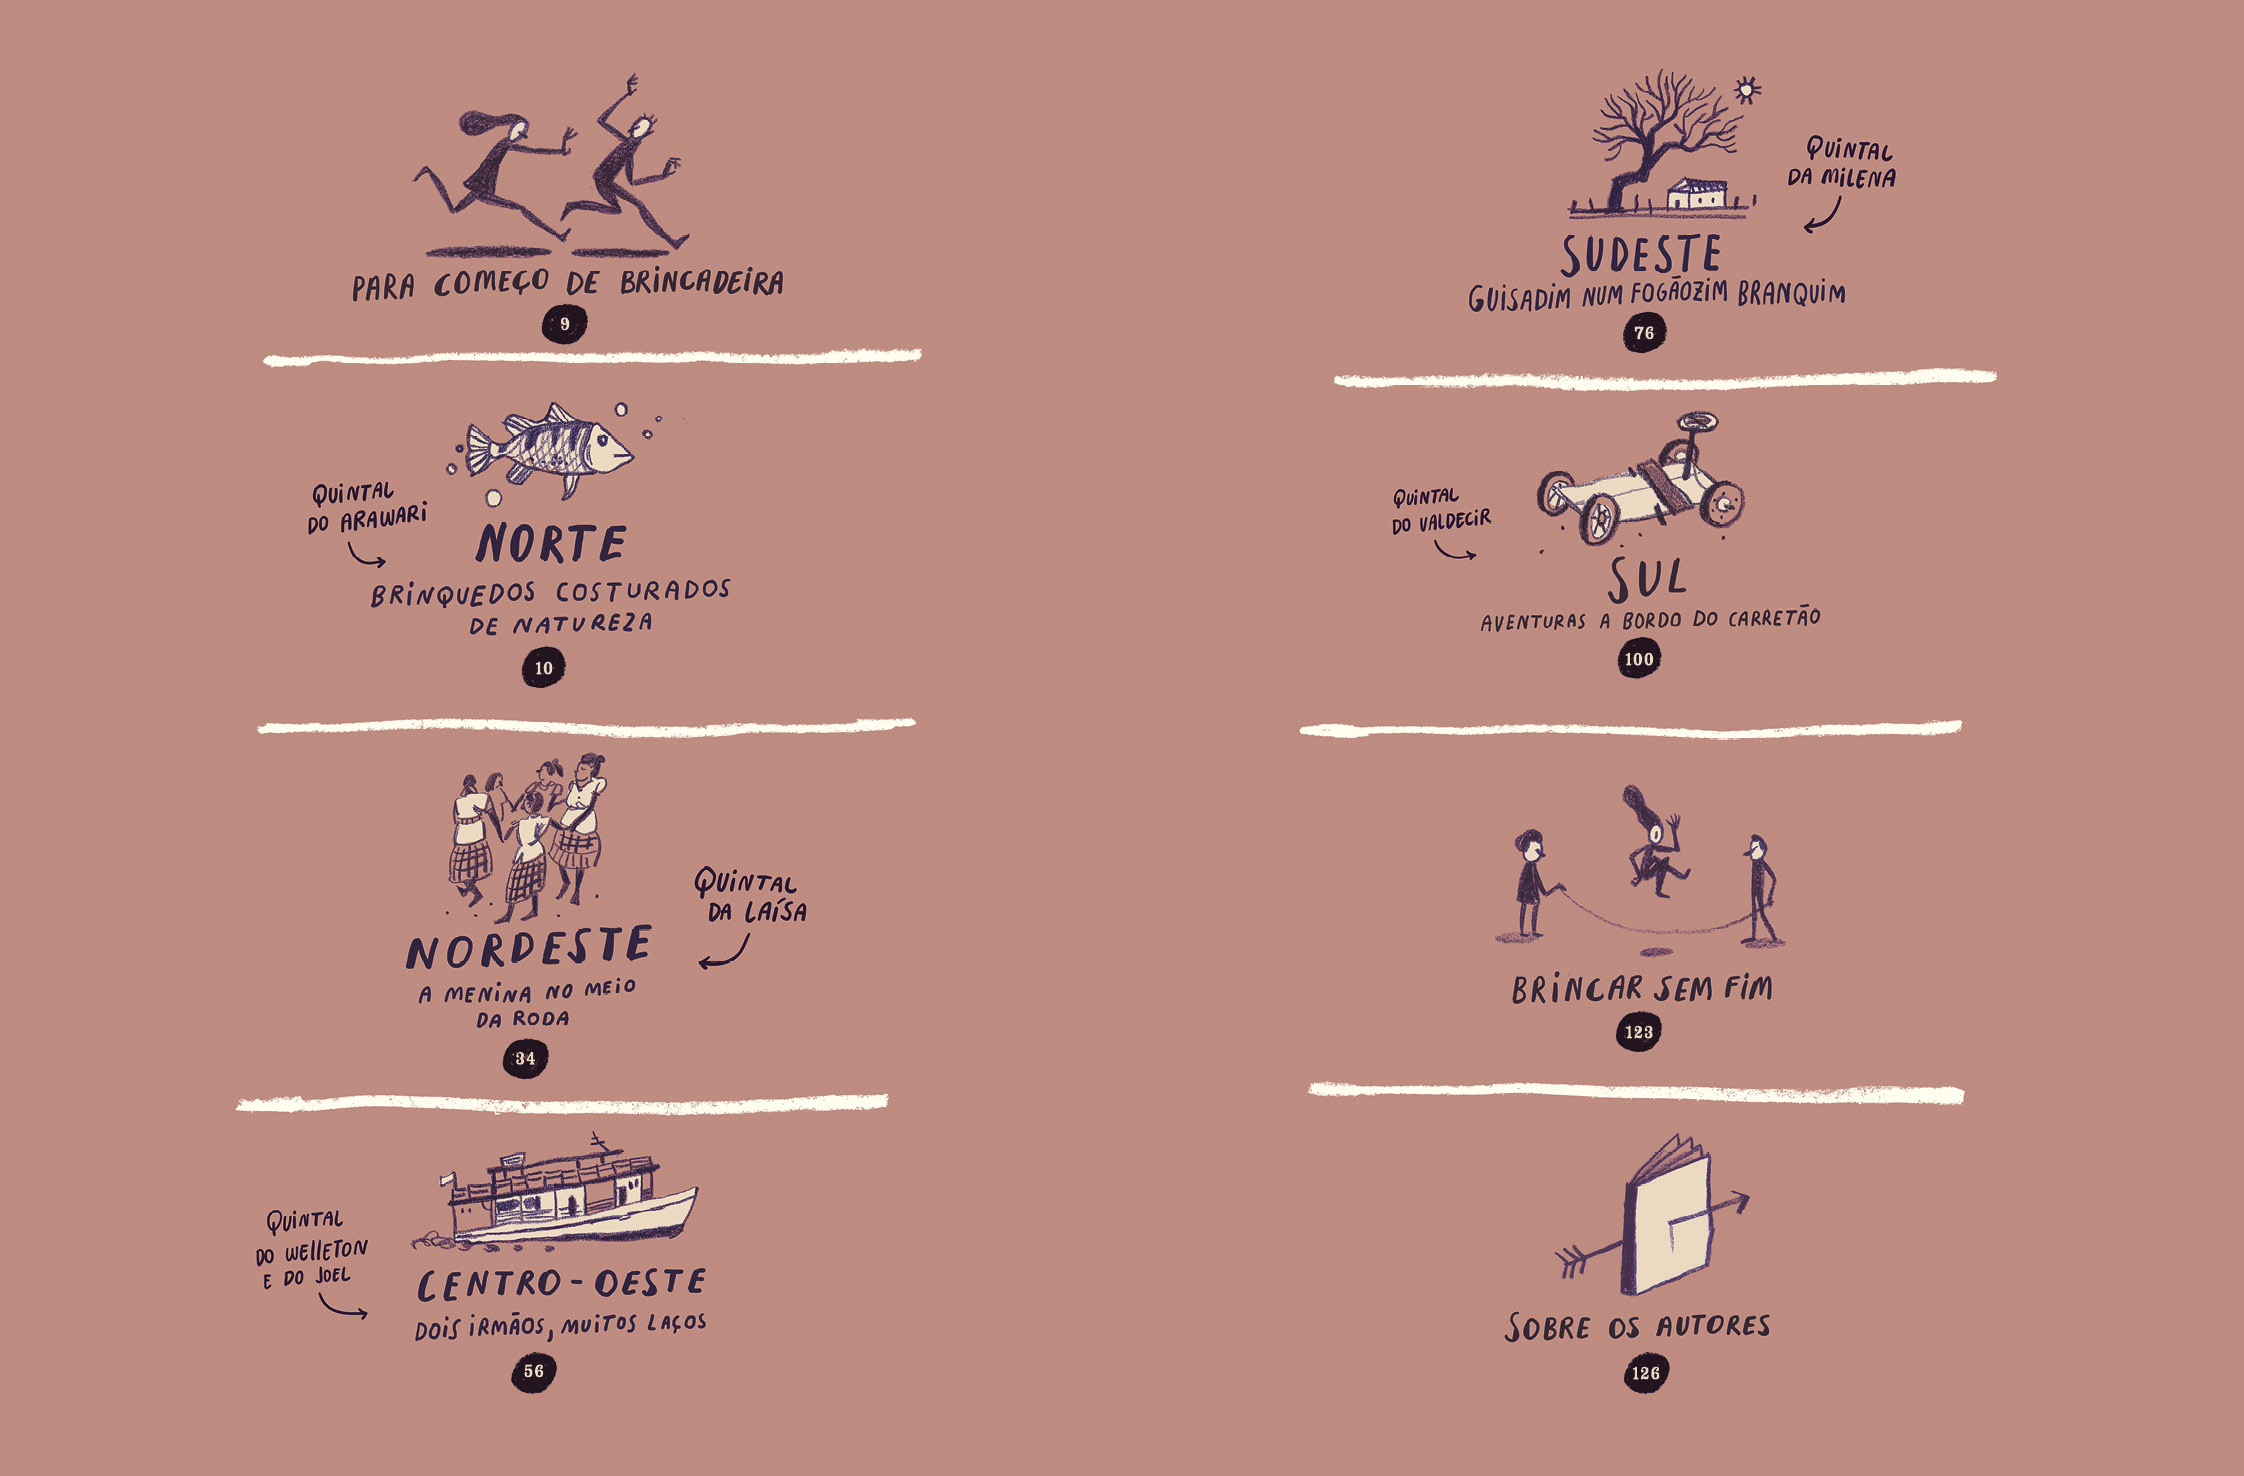 PARA COMEÇO DE BRINCADEIRA
9
QUINTAL
DO ARAWARI
NORTE
BRINQUEDOS COSTURADOS
DE NATUREZA
10
QUINTAL
DA LAÍSA
NORDESTE
A MENINA NO MEIO
DA RODA
34
QUINTAL
DO WELLETON
E DO JOEL
CENTRO-OESTE
DOIS IRMÃOS, MUITOS LAÇOS
56
QUINTAL
DA MILENA
SUDESTE
GUISADIM NUM FOGÃOZIM BRANQUIM
76
QUINTAL
DO VALDECIR
SUL
AVENTURAS A BORDO DO CARRETÃO
100
BRINCAR SEM FIM
123
SOBRE OS AUTORES
126